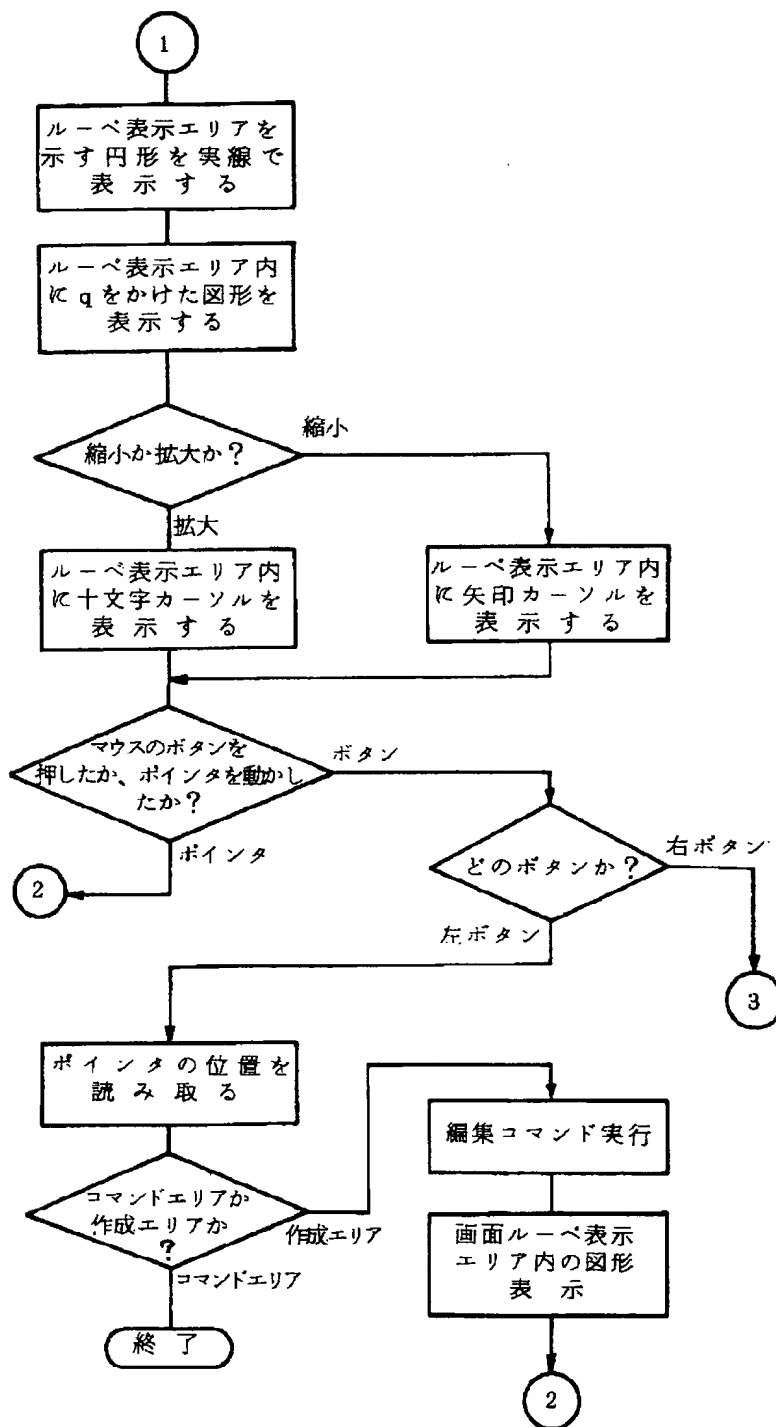 1
ルーペ表示エリアを
示す円形を実線で
表示する
ルーペ表示エリア内
にqをかけた図形を
表示する
縮小か拡大か?
縮小
拡大
ルーペ表示エリア内
に十文字カーソルを
表示する
ルーペ表示エリア内
に矢印カーソルを
表示する
マウスのボタンを
押したか、ポインタを動かし
たか?
ボタン
ポインタ
2
どのボタンか?
右ボタン
左ボタン
3
ポインタの位置を
読み取る
編集コマンド実行
コマンドエリアか
作成エリアか
?
作成エリア
コマンドエリア
画面ルーペ表示
エリア内の図形
表示
終了
2